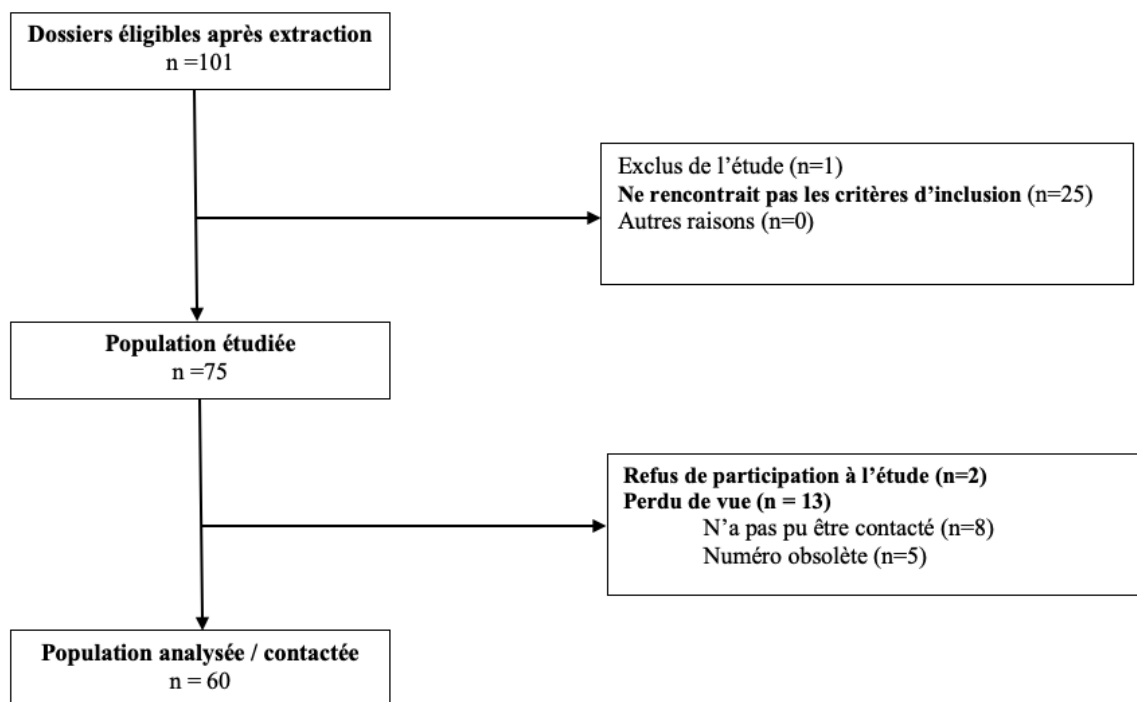 Dossiers éligibles après extraction
n =101
Exclus de l’étude (n=1)
Ne rencontrait pas les critères d’inclusion (n=25)
Autres raisons (n=0)
Population étudiée
n =75
Refus de participation à l’étude (n=2)
Perdu de vue (n = 13)
N’a pas pu être contacté (n=8)
Numéro obsolète (n=5)
Population analysée / contactée
n = 60